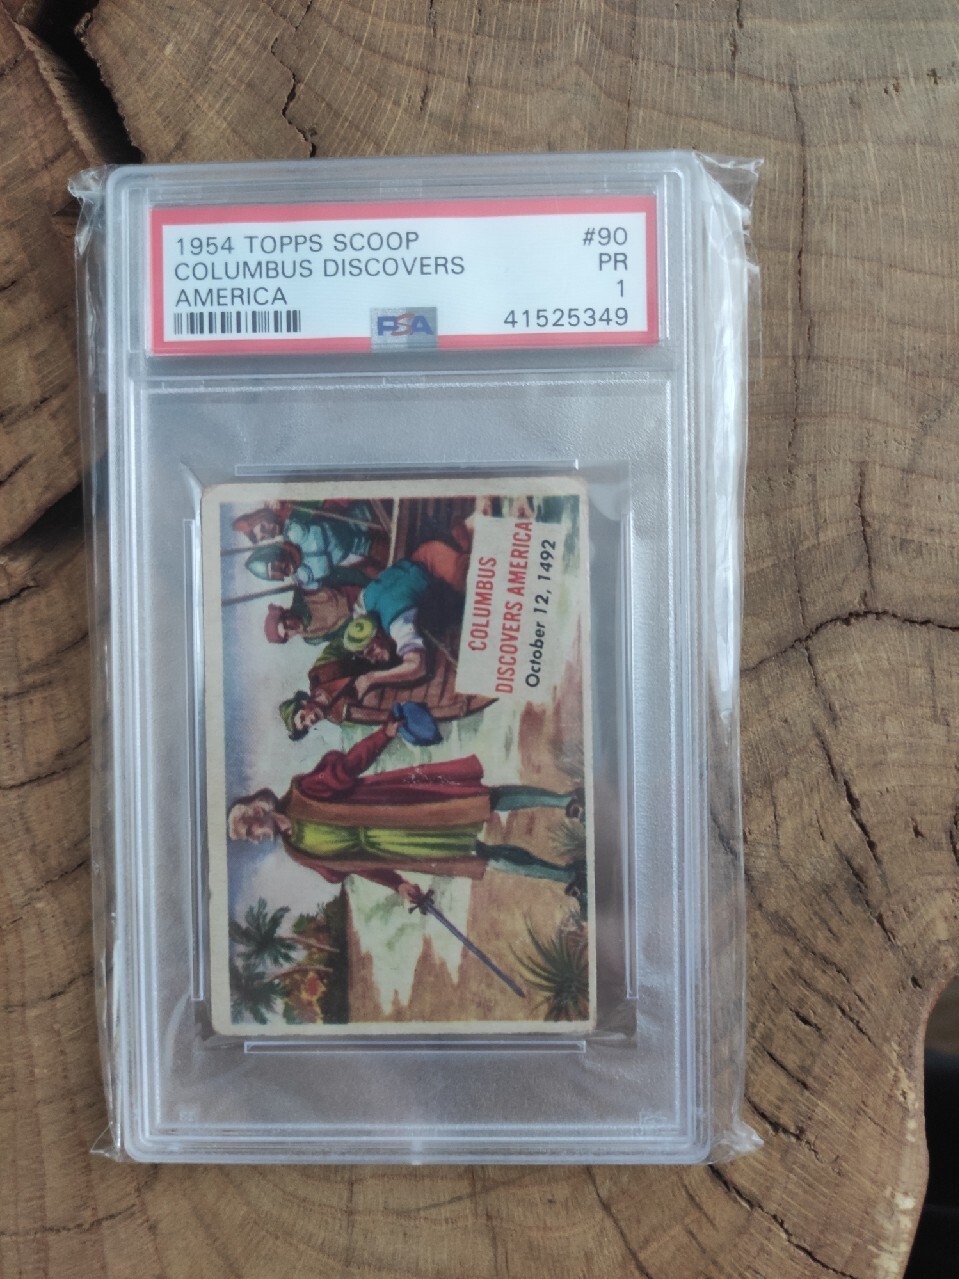 1954 TOPPS SCOOP #90
COLUMBUS DISCOVERS PR
AMERICA 1
PSA 41525349
COLUMBUS
DISCOVERS AMERICA
October 12, 1492